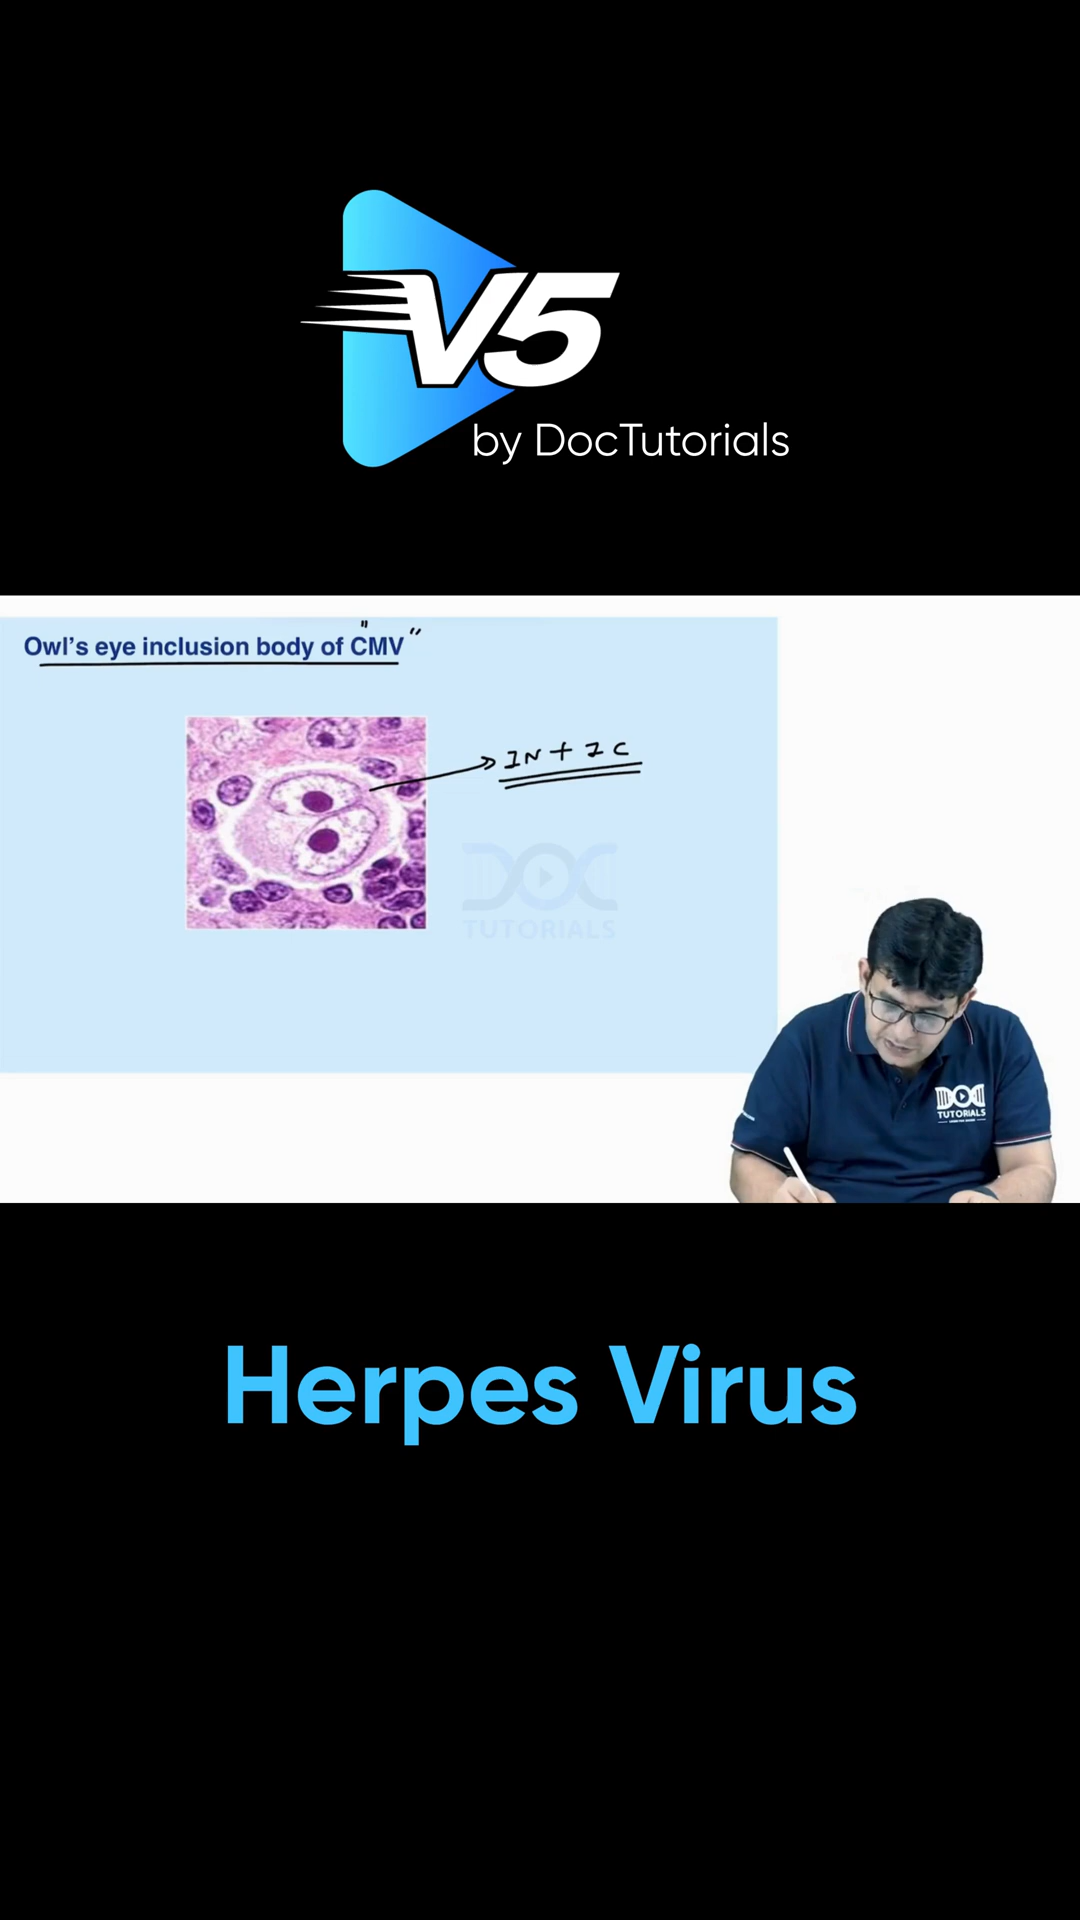 V5
by DocTutorials
Owl's eye inclusion body of "CMV"
IN + IC
DOC
TUTORIALS
DOC
TUTORIALS
Herpes Virus